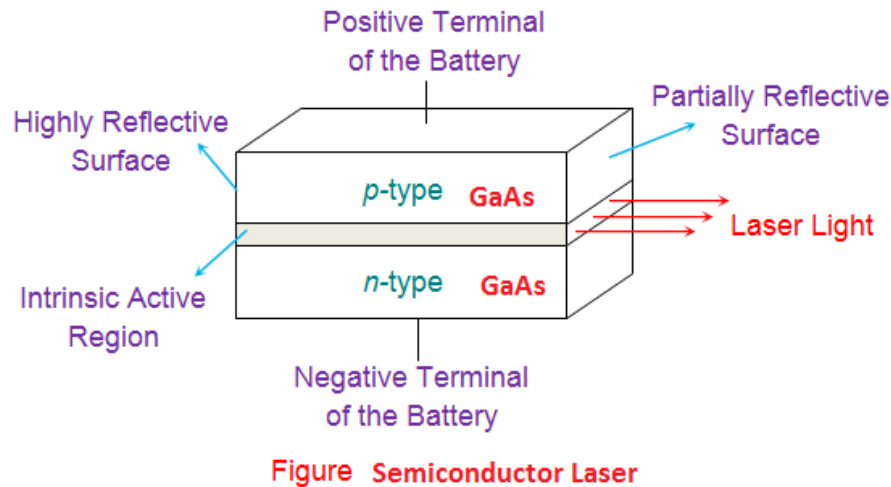 Positive Terminal
of the Battery
Highly Reflective
Surface
Partially Reflective
Surface
p-type GaAs
Laser Light
n-type GaAs
Intrinsic Active
Region
Negative Terminal
of the Battery
Figure Semiconductor Laser